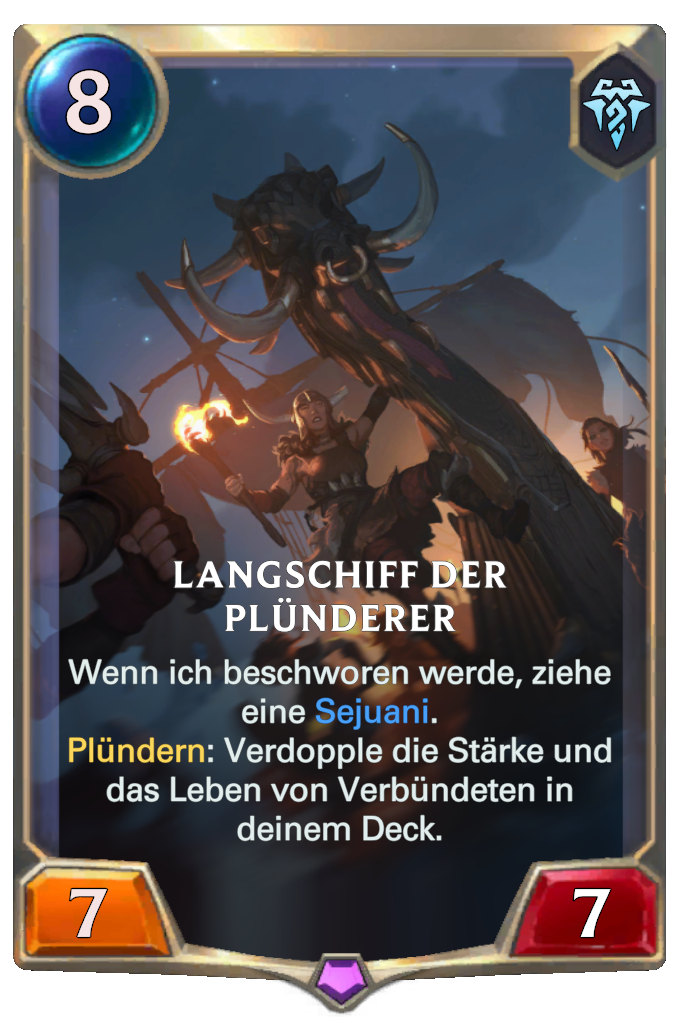 8
LANGSCHIFF DER
PLÜNDERER
Wenn ich beschworen werde, ziehe
eine Sejuani.
Plündern: Verdopple die Stärke und
das Leben von Verbündeten in
deinem Deck.
7
7